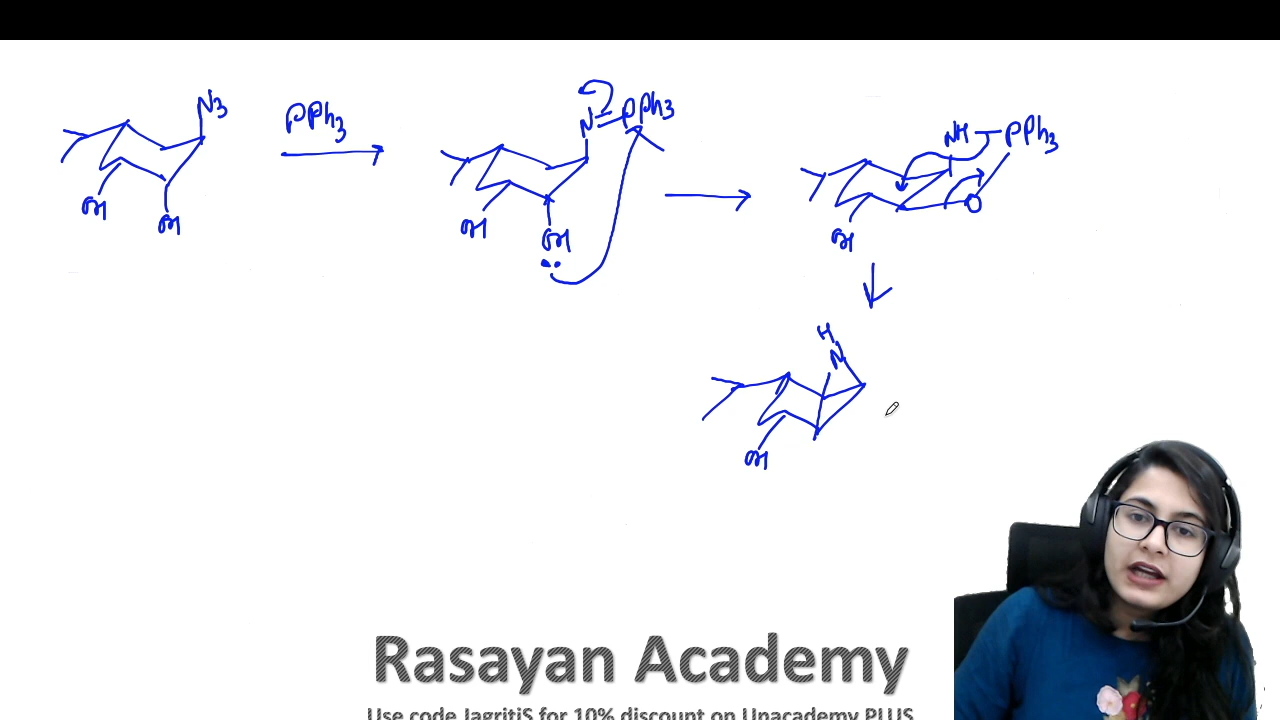 N3
PPh3
OH
OH
N=PPh3
OH
OH
NH-PPh3
O
OH
H
N
OH
Rasayan Academy
Use code JagritiS for 10% discount on Unacademy PLUS